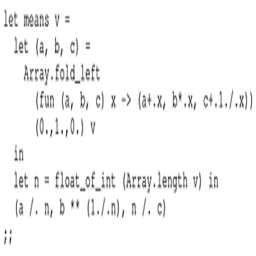 let means v =
let (a, b, c) =
Array.fold_left
(fun (a, b, c) x -> (a+.x, b*.x, c+.1./.x))
(0.,1.,0.) v
in
let n = float_of_int (Array.length v) in
(a /. n, b ** (1./.n), n /. c)
;;